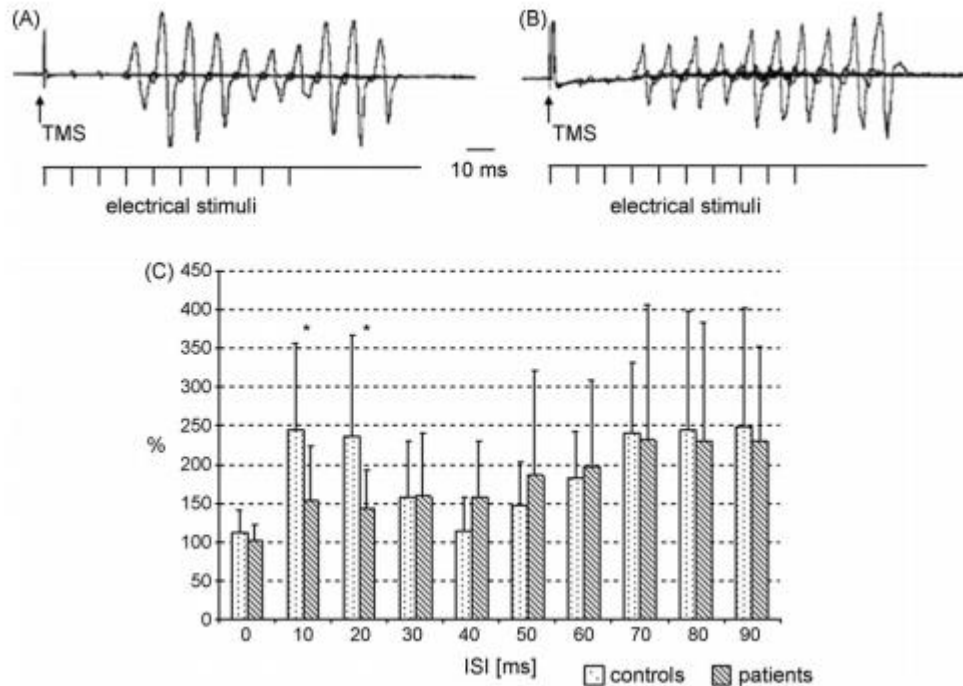 (A)
(B)
TMS
TMS
10 ms
electrical stimuli
electrical stimuli
(C)
450
400
350
300
250
200
150
100
50
0
%
* *
0 10 20 30 40 50 60 70 80 90
ISI [ms]
controls patients